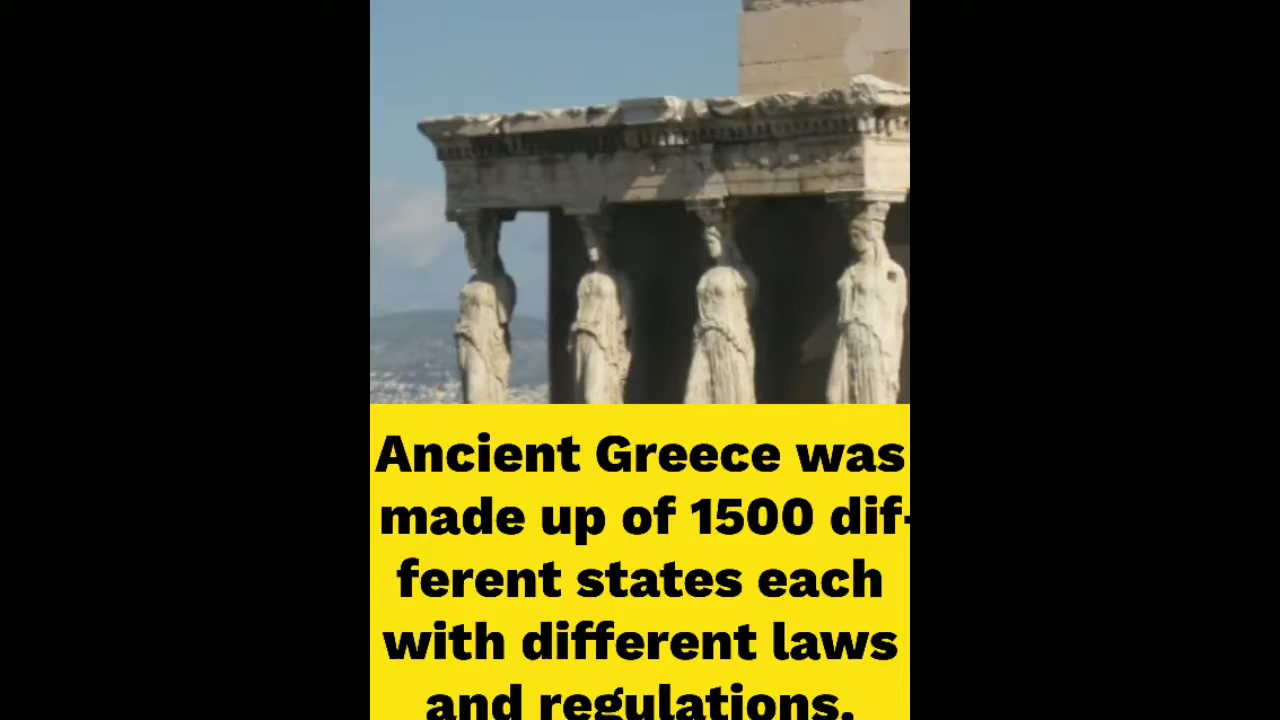 Ancient Greece was
made up of 1500 dif-
ferent states each
with different laws
and regulations.